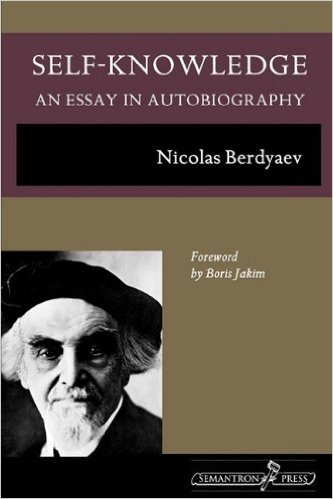 SELF-KNOWLEDGE
AN ESSAY IN AUTOBIOGRAPHY
Nicolas Berdyaev
Foreword
by Boris Jakim
SEMANTRON PRESS